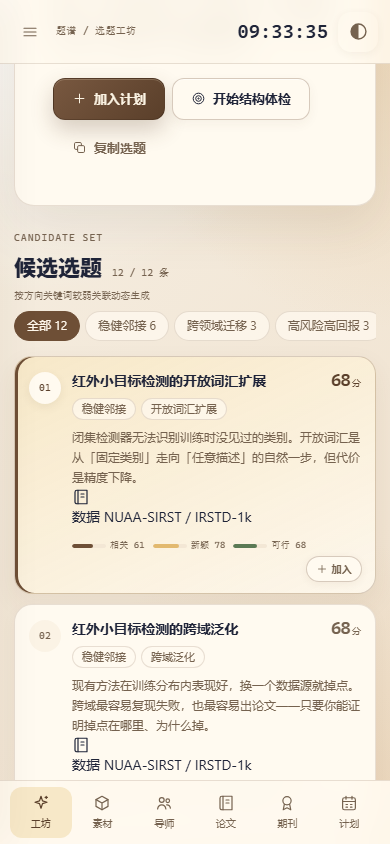 题谱 / 选题工坊
09:33:35
加入计划
开始结构体检
复制选题
CANDIDATE SET
候选选题 12 / 12 条
按方向关键词较弱关联动态生成
全部 12
稳健邻接 6
跨领域迁移 3
高风险高回报 3
01
红外小目标检测的开放词汇扩展
68分
稳健邻接
开放词汇扩展
闭集检测器无法识别训练时没见过的类别。开放词汇是
从「固定类别」走向「任意描述」的自然一步，但代价
是精度下降。
数据 NUAA-SIRST / IRSTD-1k
相关 61
新颖 78
可行 68
加入
02
红外小目标检测的跨域泛化
68分
稳健邻接
跨域泛化
现有方法在训练分布内表现好，换一个数据源就掉点。
跨域最容易复现失败，也最容易出论文——只要你能证
明掉点在哪里、为什么掉。
数据 NUAA-SIRST / IRSTD-1k
工坊
素材
导师
论文
期刊
计划